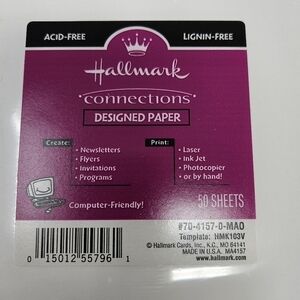 ACID-FREE LIGNIN-FREE
Hallmark
connections
DESIGNED PAPER
Create: Print:
• Newsletters • Laser
• Flyers • Ink Jet
• Invitations • Photocopier
• Programs • or by hand!
Computer-Friendly! 50 SHEETS
#70-4157-0-MAO
Template: HMK103V
© Hallmark Cards, Inc., K.C., MO 64141
MADE IN U.S.A. MA4157
www.hallmark.com
0 15012 55796 1